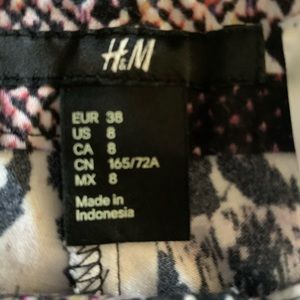 H&M
EUR 38
US 8
CA 8
CN 165/72A
MX 8
Made in
Indonesia